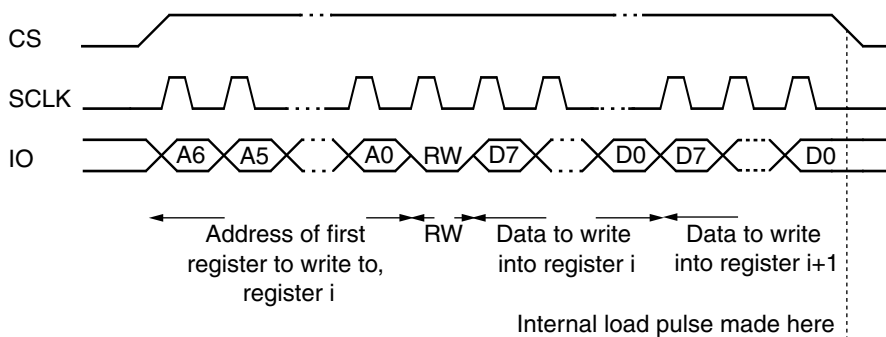 CS
SCLK
IO
A6 A5 A0 RW D7 D0 D7 D0
Address of first
register to write to,
register i
RW
Data to write
into register i
Data to write
into register i+1
Internal load pulse made here